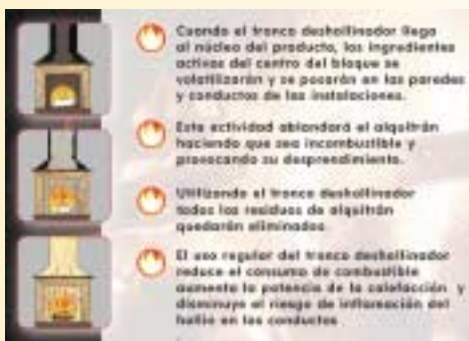 Cuando el tronco deshollinador llega
al núcleo del producto, los ingredientes
activos del centro del bloque se
volatilizarán y se posarán en las paredes
y conductos de las instalaciones.
Esta actividad ablandará el alquitrán
haciendo que sea incombustible y
provocando su desprendimiento.
Utilizando el tronco deshollinador
todos los residuos de alquitrán
quedarán eliminados.
El uso regular del tronco deshollinador
reduce el consumo de combustible
aumenta la potencia de la calefacción y
disminuye el riesgo de inflamación del
hollín en los conductos